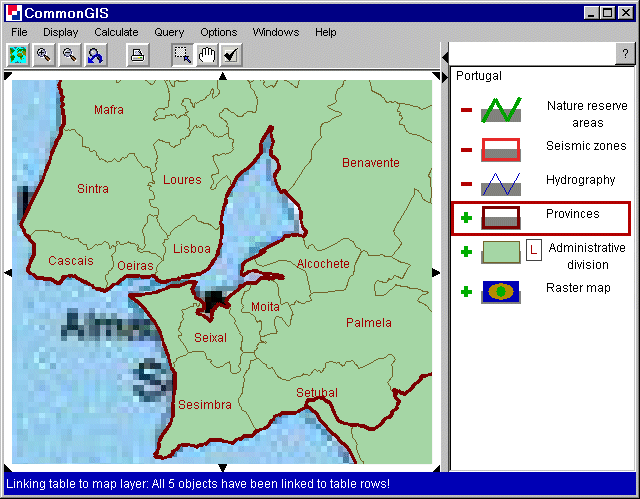 CommonGIS
File Display Calculate Query Options Windows Help
?
Portugal
Nature reserve
areas
Seismic zones
Hydrography
Provinces
L Administrative
division
Raster map
Mafra
Benavente
Loures
Sintra
Lisboa
Cascais
Oeiras
Alcochete
Moita
Palmela
Seixal
Setubal
Sesimbra
Linking table to map layer: All 5 objects have been linked to table rows!